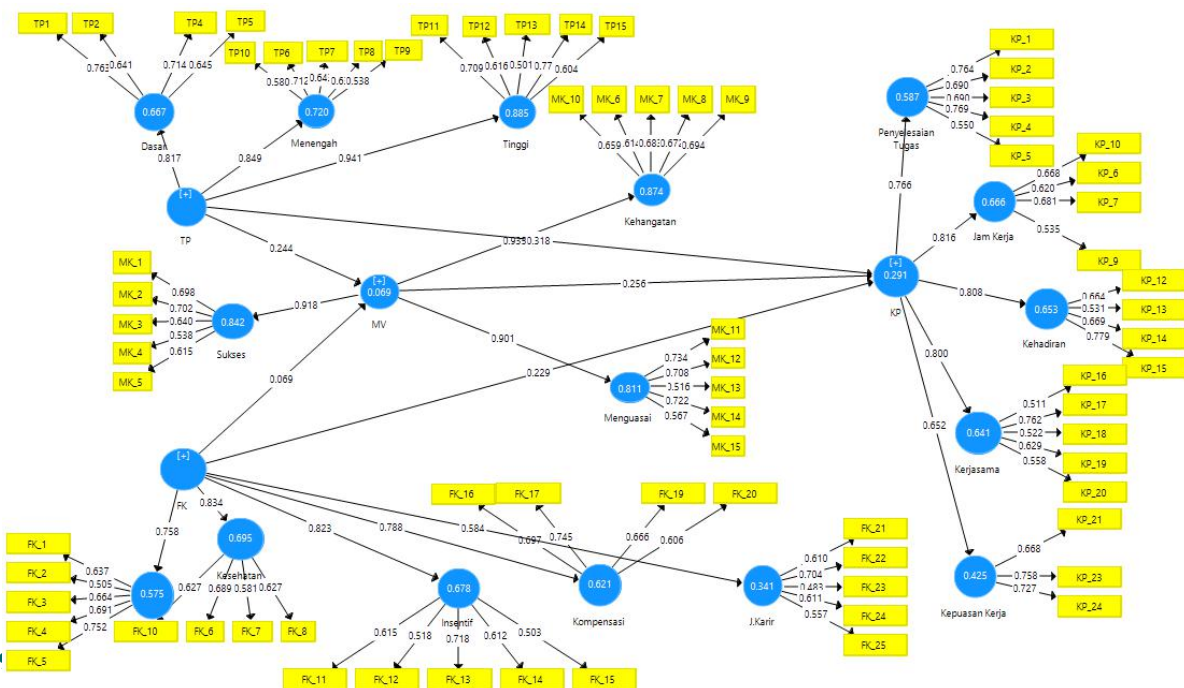 TP1
TP2
TP4
TP5
0.763
0.641
0.714
0.645
0.667
Dasar
0.817
TP10
TP6
TP7
TP8
TP9
0.580
0.712
0.538
0.720
Menengah
0.849
TP11
TP12
TP13
TP14
TP15
0.709
0.616
0.501
0.604
0.885
Tinggi
0.941
MK_10
MK_6
MK_7
MK_8
MK_9
0.659
0.694
0.874
Kehangatan
[+]
TP
0.244
0.318
MK_1
MK_2
MK_3
MK_4
MK_5
0.698
0.702
0.640
0.538
0.615
0.842
Sukses
0.918
[+]
0.069
MV
0.256
0.901
0.069
0.229
MK_11
MK_12
MK_13
MK_14
MK_15
0.734
0.708
0.516
0.722
0.567
0.811
Menguasai
KP_1
KP_2
KP_3
KP_4
KP_5
0.764
0.690
0.690
0.769
0.550
0.587
Penyelesaian
Tugas
0.766
KP_10
KP_6
KP_7
KP_9
0.668
0.620
0.681
0.535
0.666
Jam Kerja
0.816
[+]
0.291
KP
0.808
KP_12
KP_13
KP_14
KP_15
0.664
0.531
0.669
0.779
0.653
Kehadiran
0.800
KP_16
KP_17
KP_18
KP_19
KP_20
0.511
0.762
0.522
0.629
0.558
0.641
Kerjasama
0.652
KP_21
KP_23
KP_24
0.668
0.758
0.727
0.425
Kepuasan Kerja
[+]
FK
0.834
0.758
0.823
0.788
0.584
FK_1
FK_2
FK_3
FK_4
FK_5
0.637
0.505
0.664
0.691
0.752
0.575
0.695
Kesehatan
0.627
0.689
0.581
0.627
FK_10
FK_6
FK_7
FK_8
0.678
Insentif
0.615
0.518
0.718
0.612
0.503
FK_11
FK_12
FK_13
FK_14
FK_15
FK_16
FK_17
FK_19
FK_20
0.697
0.745
0.666
0.606
0.621
Kompensasi
FK_21
FK_22
FK_23
FK_24
FK_25
0.610
0.704
0.483
0.611
0.557
0.341
J.Karir